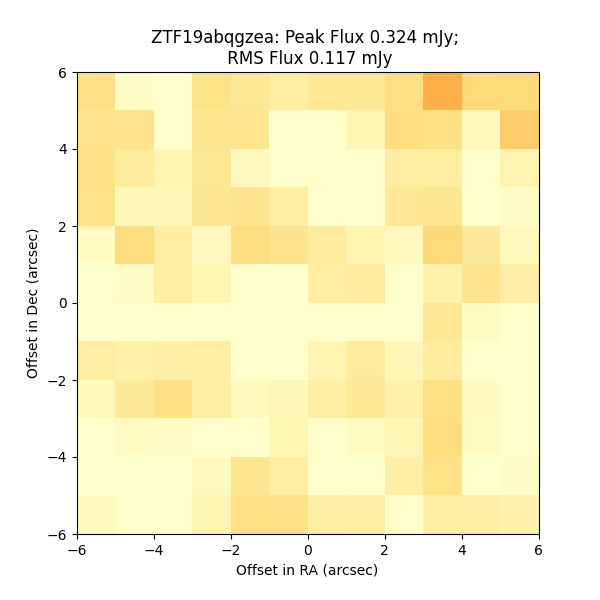 ZTF19abqgzea: Peak Flux 0.324 mJy;
RMS Flux 0.117 mJy
6
4
2
0
−2
−4
−6
Offset in Dec (arcsec)
−6 −4 −2 0 2 4 6
Offset in RA (arcsec)